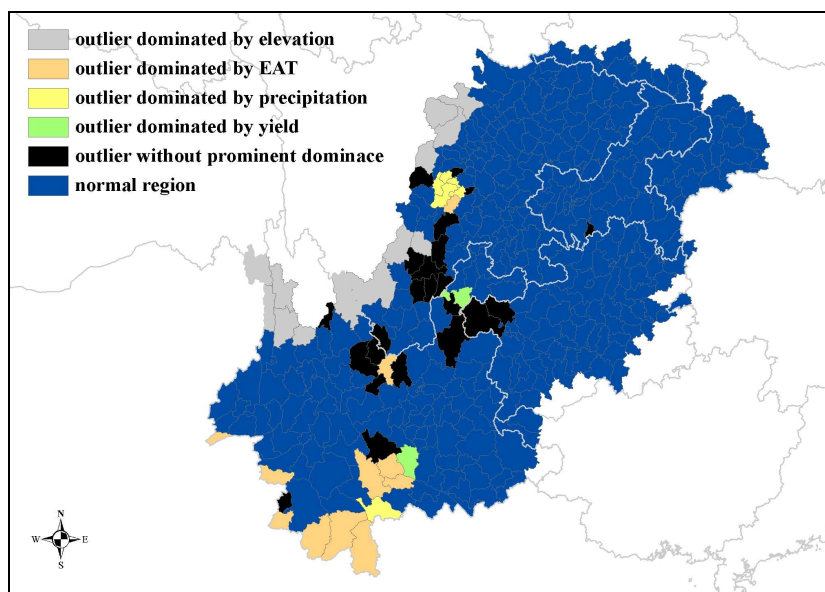 outlier dominated by elevation
outlier dominated by EAT
outlier dominated by precipitation
outlier dominated by yield
outlier without prominent dominace
normal region
N
W E
S